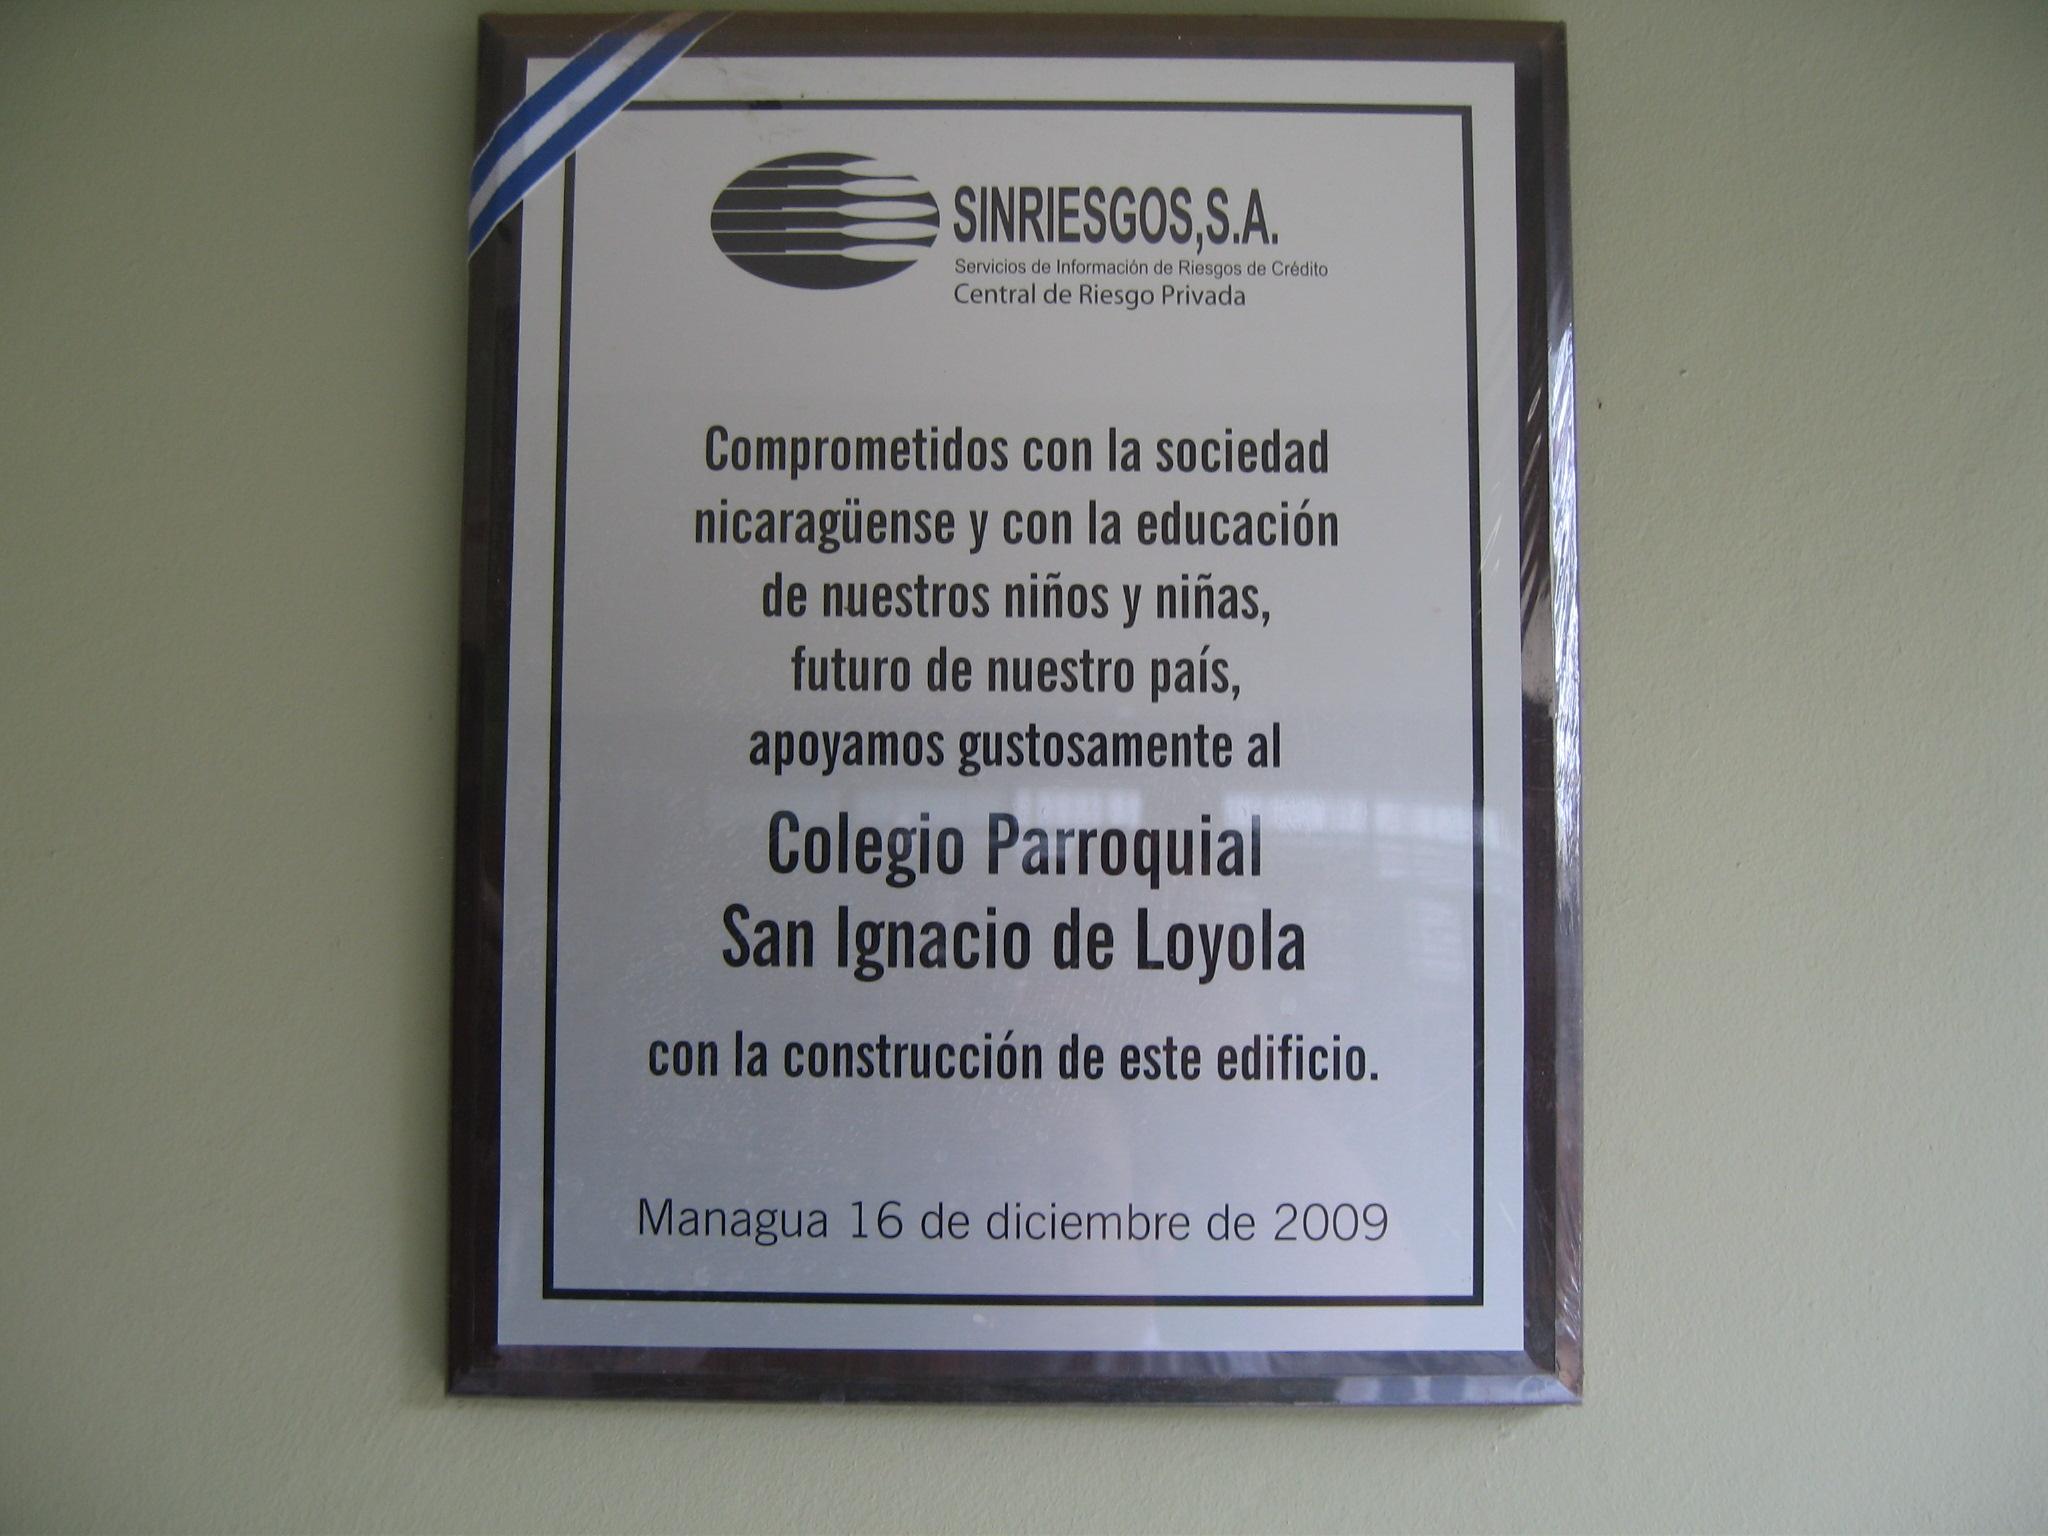 SINRIESGOS,S.A.
Servicios de Información de Riesgos de Crédito
Central de Riesgo Privada
Comprometidos con la sociedad
nicaragüense y con la educación
de nuestros niños y niñas,
futuro de nuestro país,
apoyamos gustosamente al
Colegio Parroquial
San Ignacio de Loyola
con la construcción de este edificio.
Managua 16 de diciembre de 2009